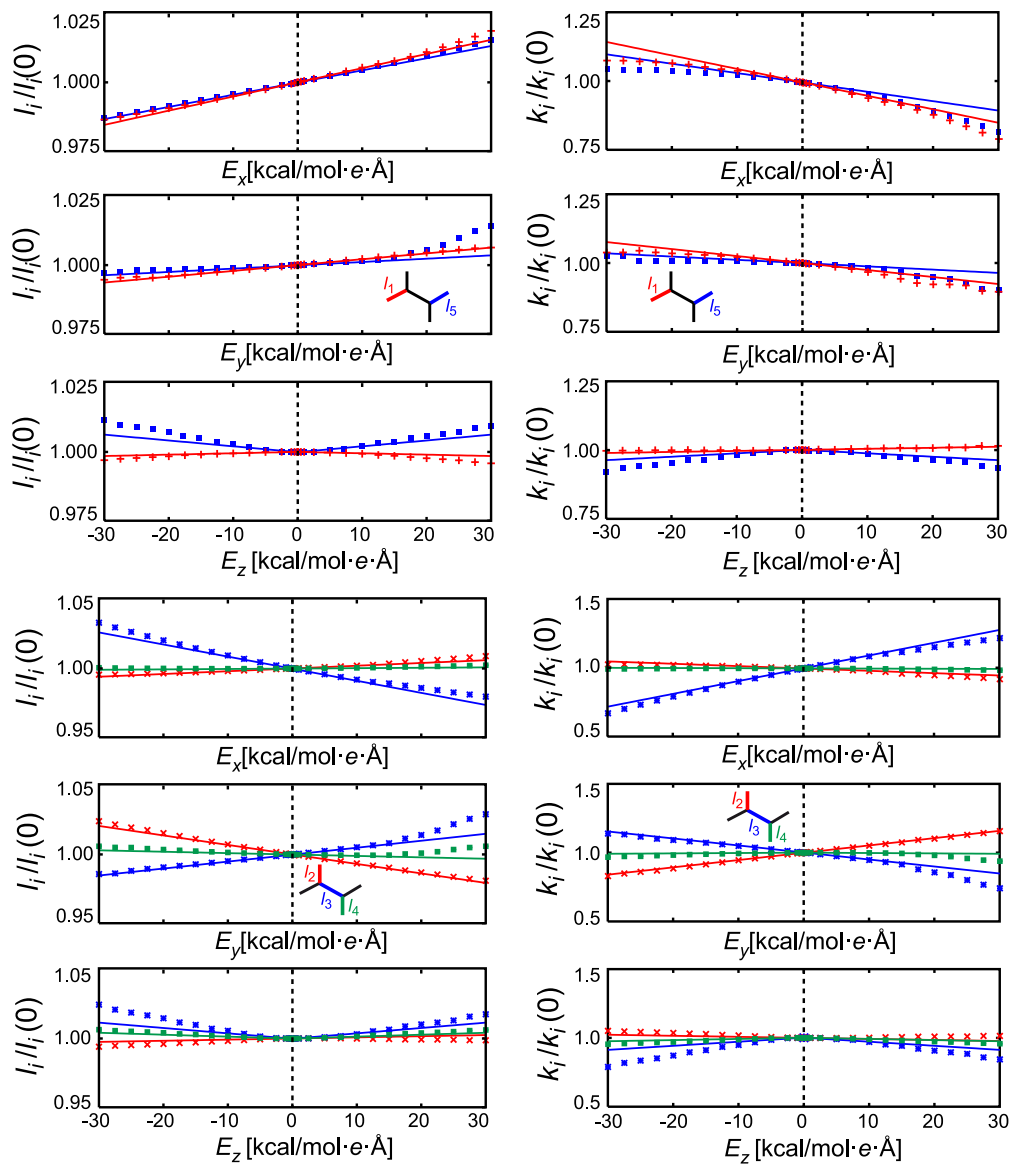 1.025
1.000
0.975
l_i/l_i(0)
E_x[kcal/mol·e·Å]
1.25
1.00
0.75
k_i/k_i(0)
E_x[kcal/mol·e·Å]
1.025
1.000
0.975
l_i/l_i(0)
l_1
l_5
E_y[kcal/mol·e·Å]
1.25
1.00
0.75
k_i/k_i(0)
l_1
l_5
E_y[kcal/mol·e·Å]
1.025
1.000
0.975
l_i/l_i(0)
-30 -20 -10 0 10 20 30
E_z [kcal/mol·e·Å]
1.25
1.00
0.75
k_i/k_i(0)
-30 -20 -10 0 10 20 30
E_z [kcal/mol·e·Å]
1.05
1.00
0.95
l_i/l_i(0)
E_x[kcal/mol·e·Å]
1.5
1.0
0.5
k_i/k_i(0)
E_x[kcal/mol·e·Å]
1.05
1.00
0.95
l_i/l_i(0)
l_2
l_3
l_4
E_y[kcal/mol·e·Å]
1.5
1.0
0.5
k_i/k_i(0)
l_2
l_3
l_4
E_y[kcal/mol·e·Å]
1.05
1.00
0.95
l_i/l_i(0)
-30 -20 -10 0 10 20 30
E_z [kcal/mol·e·Å]
1.5
1.0
0.5
k_i/k_i(0)
-30 -20 -10 0 10 20 30
E_z [kcal/mol·e·Å]